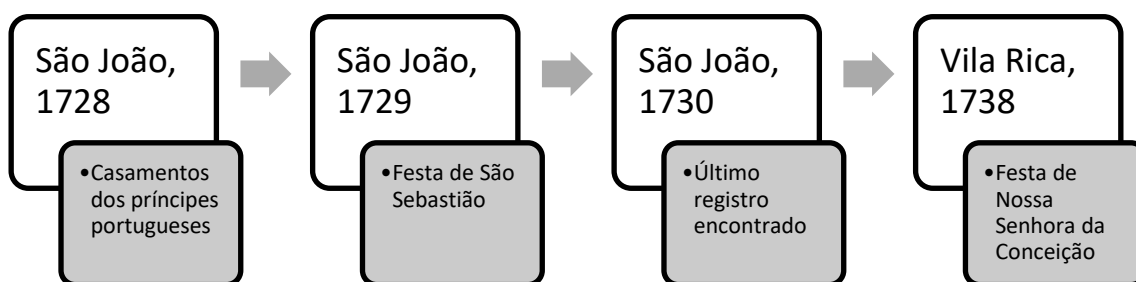 São João,
1728
•Casamentos
dos príncipes
portugueses
São João,
1729
•Festa de São
Sebastião
São João,
1730
•Último
registro
encontrado
Vila Rica,
1738
•Festa de
Nossa
Senhora da
Conceição